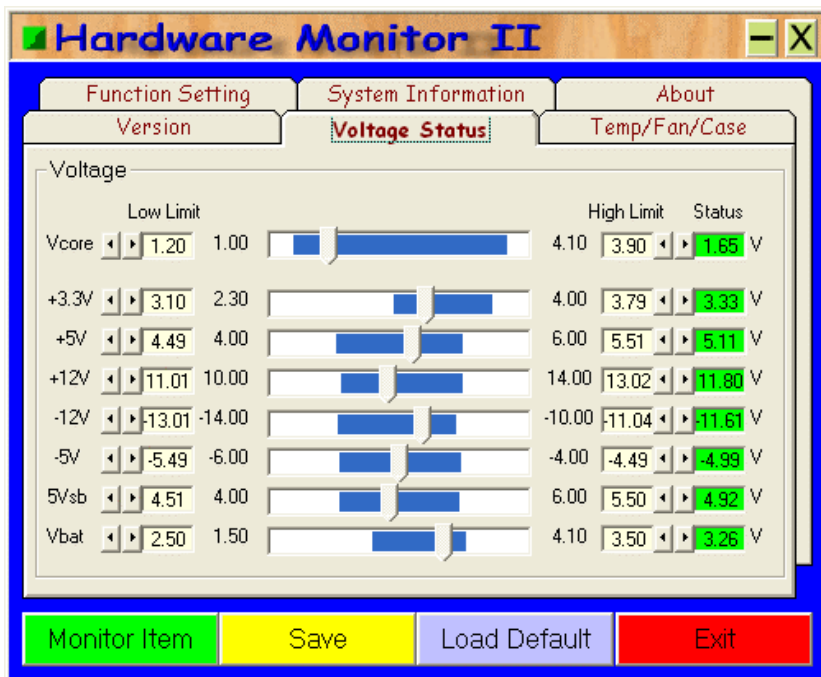 Hardware Monitor II
Function Setting System Information About
Version Voltage Status Temp/Fan/Case
Voltage
Low Limit High Limit Status
Vcore 1.20 1.00 4.10 3.90 1.65 V
+3.3V 3.10 2.30 4.00 3.79 3.33 V
+5V 4.49 4.00 6.00 5.51 5.11 V
+12V 11.01 10.00 14.00 13.02 11.80 V
-12V -13.01 -14.00 -10.00 -11.04 -11.61 V
-5V -5.49 -6.00 -4.00 -4.49 -4.99 V
5Vsb 4.51 4.00 6.00 5.50 4.92 V
Vbat 2.50 1.50 4.10 3.50 3.26 V
Monitor Item Save Load Default Exit